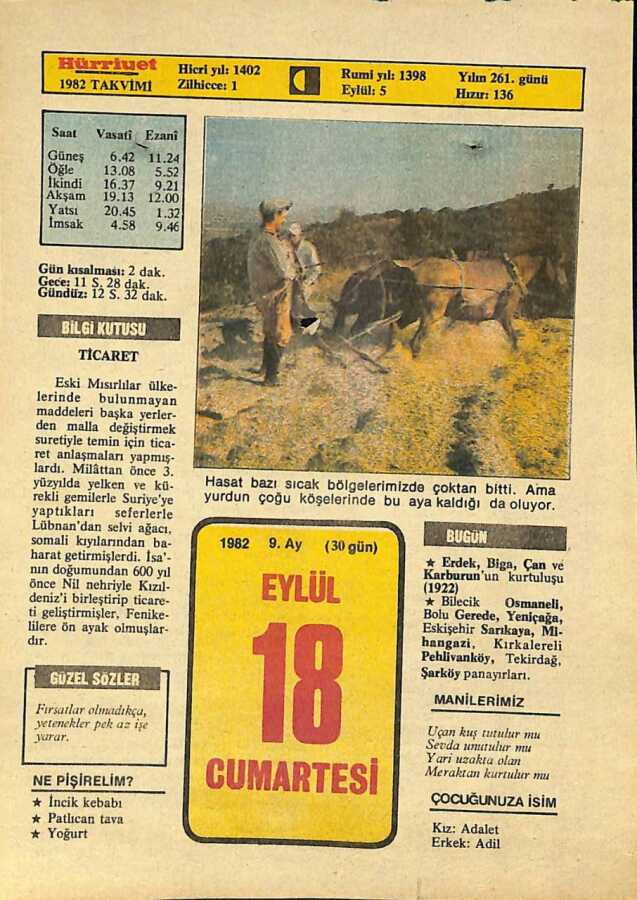 Hürriyet
1982 TAKVİMİ
Hicri yıl: 1402
Zilhicce: 1
Rumi yıl: 1398
Eylül: 5
Yılın 261. günü
Hızır: 136
Saat Vasatî Ezanî
Güneş 6.42 11.24
Öğle 13.08 5.52
İkindi 16.37 9.21
Akşam 19.13 12.00
Yatsı 20.45 1.32
İmsak 4.58 9.46
Gün kısalması: 2 dak.
Gece: 11 S. 28 dak.
Gündüz: 12 S. 32 dak.
BİLGİ KUTUSU
TİCARET
Eski Mısırlılar ülke-
lerinde bulunmayan
maddeleri başka yerler-
den malla değiştirmek
suretiyle temin için tica-
ret anlaşmaları yapmış-
lardı. Milâttan önce 3.
yüzyılda yelken ve kü-
rekli gemilerle Suriye'ye
yaptıkları seferlerle
Lübnan'dan selvi ağacı,
somali kıyılarından ba-
harat getirmişlerdi. İsa'-
nın doğumundan 600 yıl
önce Nil nehriyle Kızıl-
deniz'i birleştirip ticare-
ti geliştirmişler, Fenike-
lilere ön ayak olmuşlar-
dır.
GÜZEL SÖZLER
Fırsatlar olmadıkça,
yetenekler pek az işe
yarar.
NE PİŞİRELİM?
★ İncik kebabı
★ Patlıcan tava
★ Yoğurt
Hasat bazı sıcak bölgelerimizde çoktan bitti. Ama
yurdun çoğu köşelerinde bu aya kaldığı da oluyor.
1982 9. Ay (30 gün)
EYLÜL
18
CUMARTESİ
BUGÜN
★ Erdek, Biga, Çan ve
Karburun'un kurtuluşu
(1922)
★ Bilecik Osmaneli,
Bolu Gerede, Yeniçağa,
Eskişehir Sarıkaya, Mi-
hangazi, Kırkalereli
Pehlivanköy, Tekirdağ,
Şarköy panayırları.
MANİLERİMİZ
Uçan kuş tutulur mu
Sevda unutulur mu
Yari uzakta olan
Meraktan kurtulur mu
ÇOCUĞUNUZA İSİM
Kız: Adalet
Erkek: Adil